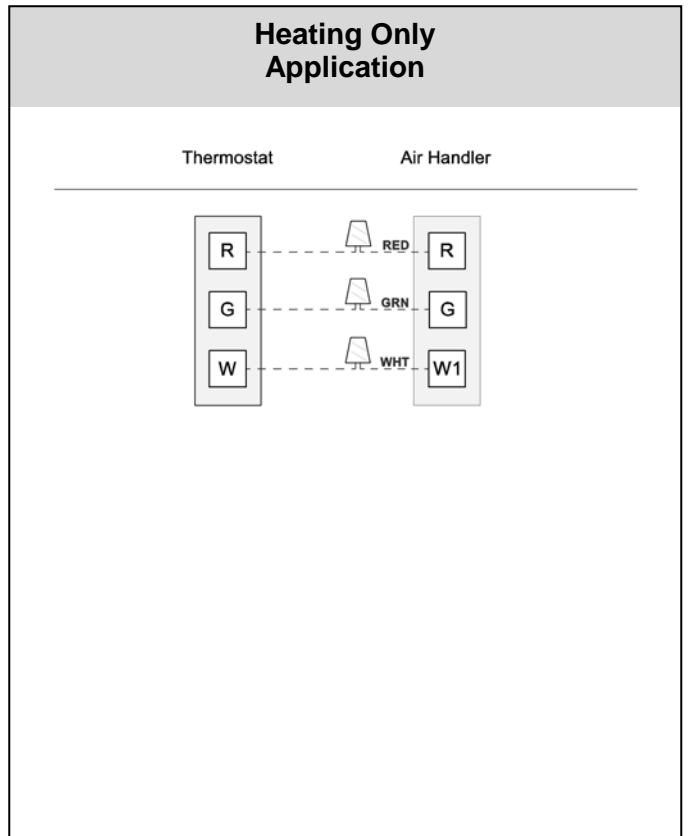 Heating Only
Application
Thermostat Air Handler
R RED R
G GRN G
W WHT W1